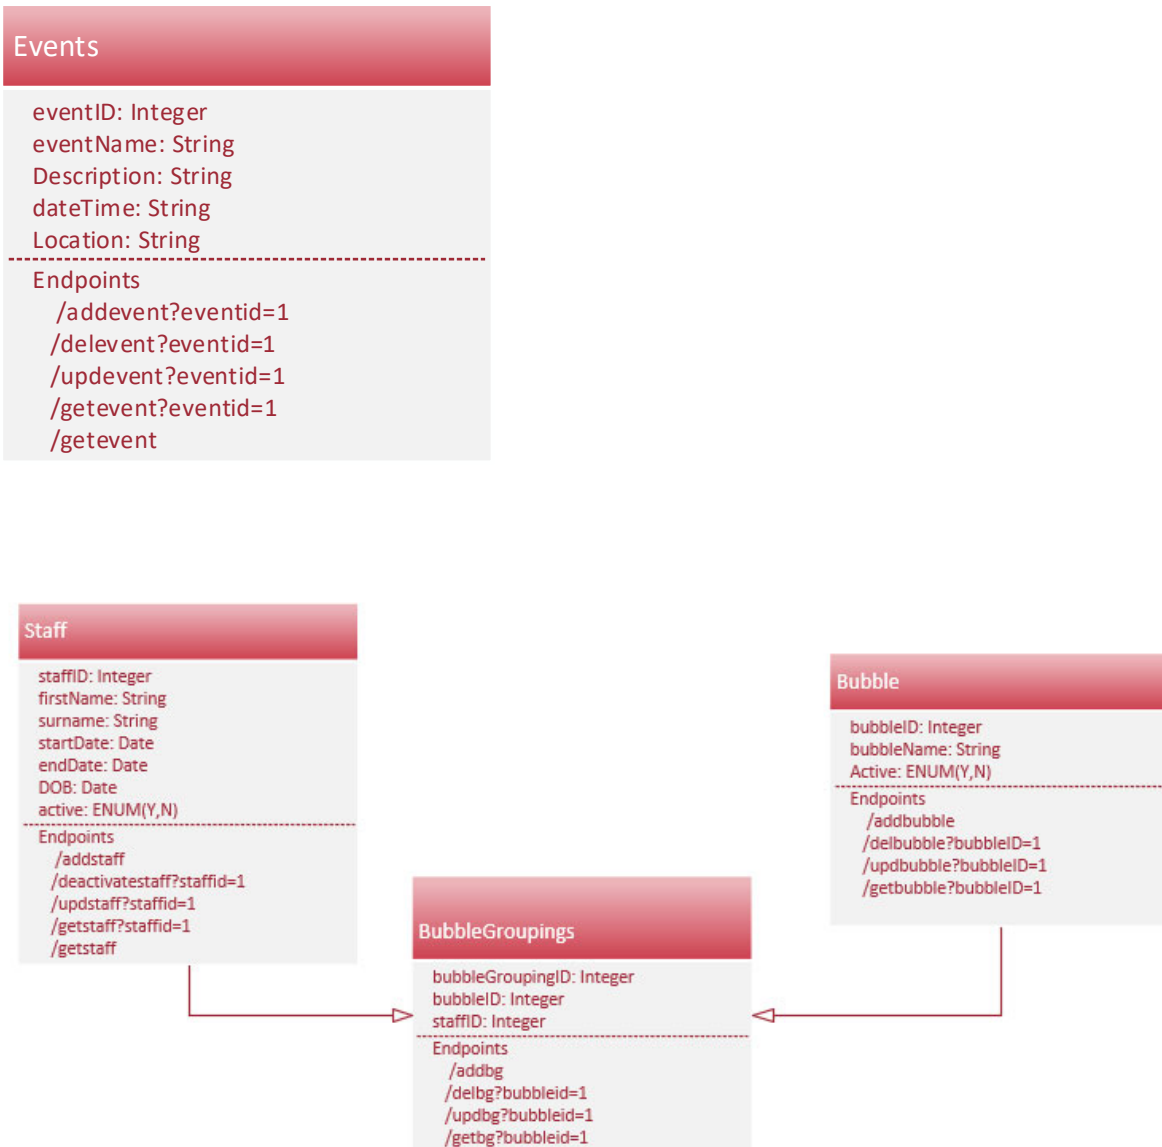 Events
eventID: Integer
eventName: String
Description: String
dateTime: String
Location: String
Endpoints
/addevent?eventid=1
/delevent?eventid=1
/updevent?eventid=1
/getevent?eventid=1
/getevent
Staff
staffID: Integer
firstName: String
surname: String
startDate: Date
endDate: Date
DOB: Date
active: ENUM(Y,N)
Endpoints
/addstaff
/deactivatestaff?staffid=1
/updstaff?staffid=1
/getstaff?staffid=1
/getstaff
Bubble
bubbleID: Integer
bubbleName: String
Active: ENUM(Y,N)
Endpoints
/addbubble
/delbubble?bubbleID=1
/updbubble?bubbleID=1
/getbubble?bubbleID=1
BubbleGroupings
bubbleGroupingID: Integer
bubbleID: Integer
staffID: Integer
Endpoints
/addbg
/delbg?bubbleid=1
/updbg?bubbleid=1
/getbg?bubbleid=1